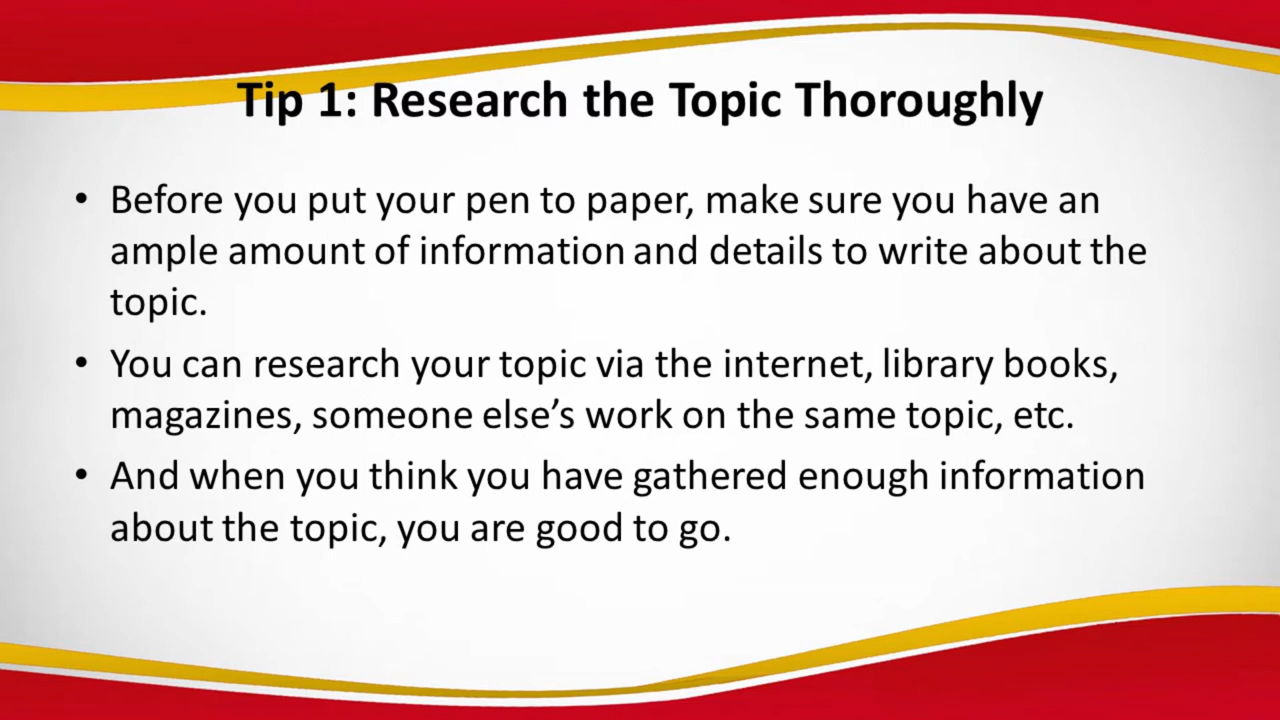 Tip 1: Research the Topic Thoroughly
• Before you put your pen to paper, make sure you have an
ample amount of information and details to write about the
topic.
• You can research your topic via the internet, library books,
magazines, someone else’s work on the same topic, etc.
• And when you think you have gathered enough information
about the topic, you are good to go.